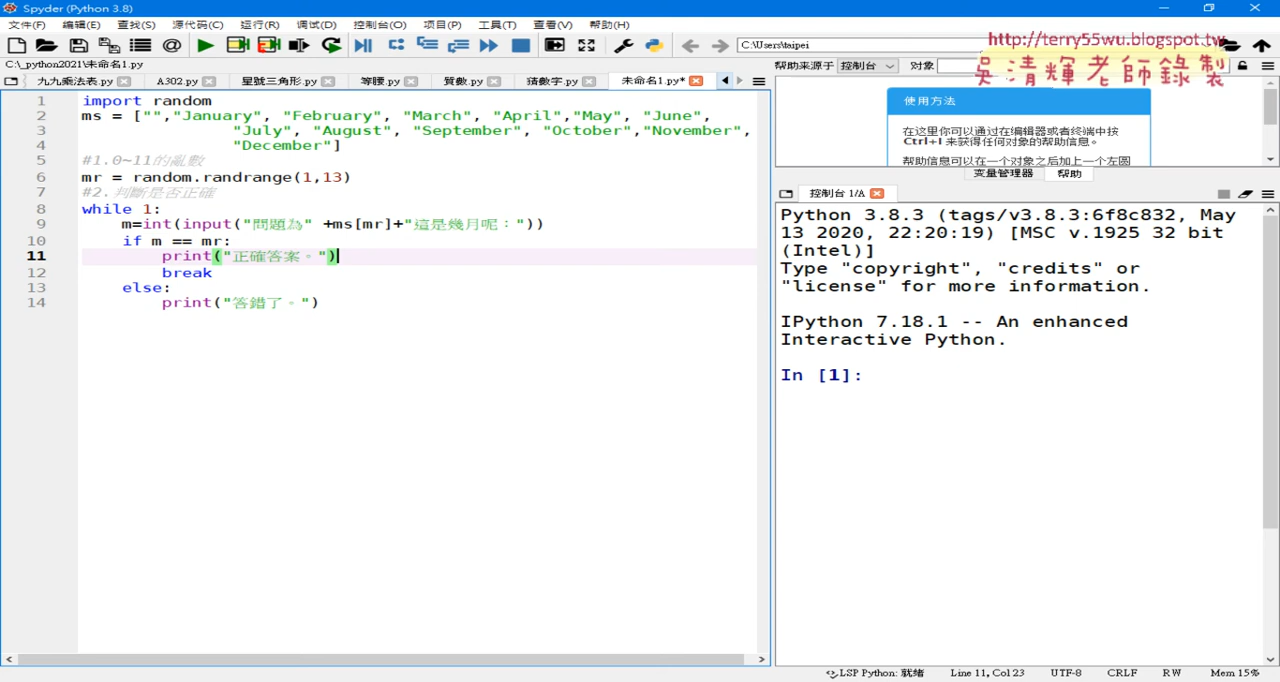 Spyder (Python 3.8)
文件(F) 编辑(E) 查找(S) 源代码(C) 运行(R) 调试(D) 控制台(O) 项目(P) 工具(T) 查看(V) 帮助(H)
C:\Users\taipei
http://terry55wu.blogspot.tw
吳清輝老師錄製
C:\_python2021\未命名1.py
九九乘法表.py A302.py 星號三角形.py 等腰.py 質數.py 猜數字.py 未命名1.py*
帮助来源于 控制台 对象
使用方法
在这里你可以通过在编辑器或者终端中按
Ctrl+I 来获得任何对象的帮助信息。
帮助信息可以在一个对象之后加上一个左圆
变量管理器 帮助
1 import random
2 ms = ["","January", "February", "March", "April","May", "June",
3 "July", "August", "September", "October","November",
4 "December"]
5 #1.0~11的亂數
6 mr = random.randrange(1,13)
7 #2.判斷是否正確
8 while 1:
9 m=int(input("問題為" +ms[mr]+"這是幾月呢："))
10 if m == mr:
11 print("正確答案。")
12 break
13 else:
14 print("答錯了。")
控制台 1/A
Python 3.8.3 (tags/v3.8.3:6f8c832, May
13 2020, 22:20:19) [MSC v.1925 32 bit
(Intel)]
Type "copyright", "credits" or
"license" for more information.
IPython 7.18.1 -- An enhanced
Interactive Python.
In [1]:
LSP Python: 就绪 Line 11, Col 23 UTF-8 CRLF RW Mem 15%